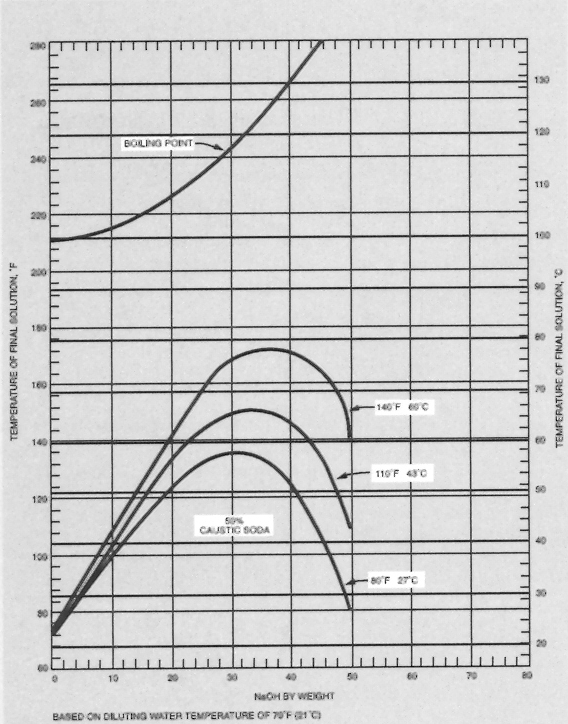 280
260
240
220
200
180
160
140
120
100
80
60
TEMPERATURE OF FINAL SOLUTION, °F
BOILING POINT
140°F 60°C
110°F 43°C
50%
CAUSTIC SODA
80°F 27°C
130
120
110
100
90
80
70
60
50
40
30
20
TEMPERATURE OF FINAL SOLUTION, °C
0 10 20 30 40 50 60 70 80
NaOH BY WEIGHT
BASED ON DILUTING WATER TEMPERATURE OF 70°F (21°C)